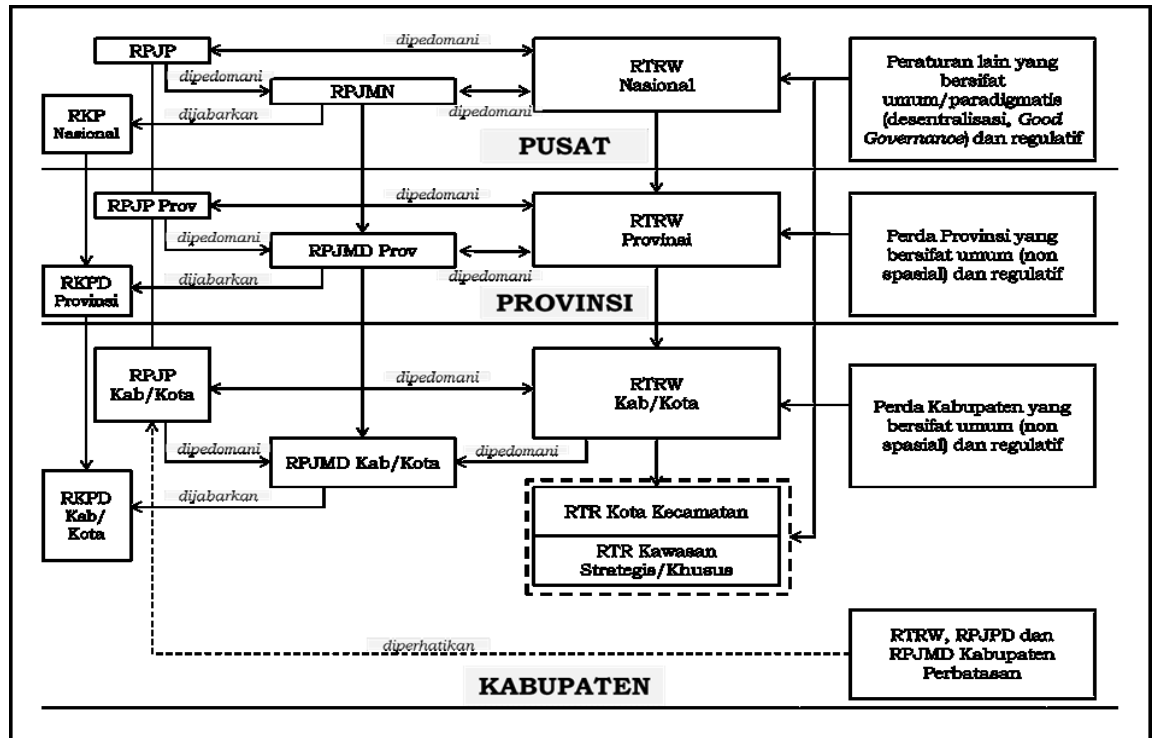 RPJP
dipedomani
RTRW
Nasional
Peraturan lain yang
bersifat
umum/paradigmatis
(desentralisasi, Good
Governance) dan regulatif
dipedomani
RPJMN
dipedomani
RKP
Nasional
dijabarkan
PUSAT
RPJP Prov
dipedomani
RTRW
Provinsi
Perda Provinsi yang
bersifat umum (non
spasial) dan regulatif
dipedomani
RPJMD Prov
dipedomani
RKPD
Provinsi
dijabarkan
PROVINSI
RPJP
Kab/Kota
dipedomani
RTRW
Kab/Kota
Perda Kabupaten yang
bersifat umum (non
spasial) dan regulatif
dipedomani
RPJMD Kab/Kota
dipedomani
RKPD
Kab/
Kota
dijabarkan
RTR Kota Kecamatan
RTR Kawasan
Strategis/Khusus
diperhatikan
RTRW, RPJPD dan
RPJMD Kabupaten
Perbatasan
KABUPATEN